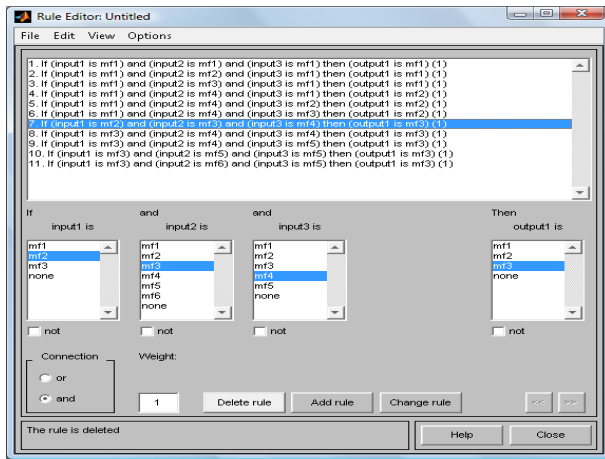 Rule Editor: Untitled
File Edit View Options
1. If (input1 is mf1) and (input2 is mf1) and (input3 is mf1) then (output1 is mf1) (1)
2. If (input1 is mf1) and (input2 is mf2) and (input3 is mf1) then (output1 is mf1) (1)
3. If (input1 is mf1) and (input2 is mf3) and (input3 is mf1) then (output1 is mf1) (1)
4. If (input1 is mf1) and (input2 is mf4) and (input3 is mf1) then (output1 is mf2) (1)
5. If (input1 is mf1) and (input2 is mf4) and (input3 is mf2) then (output1 is mf2) (1)
6. If (input1 is mf1) and (input2 is mf4) and (input3 is mf3) then (output1 is mf2) (1)
7. If (input1 is mf2) and (input2 is mf3) and (input3 is mf4) then (output1 is mf3) (1)
8. If (input1 is mf3) and (input2 is mf4) and (input3 is mf4) then (output1 is mf3) (1)
9. If (input1 is mf3) and (input2 is mf4) and (input3 is mf5) then (output1 is mf3) (1)
10. If (input1 is mf3) and (input2 is mf5) and (input3 is mf5) then (output1 is mf3) (1)
11. If (input1 is mf3) and (input2 is mf6) and (input3 is mf5) then (output1 is mf3) (1)
If and and Then
input1 is input2 is input3 is output1 is
mf1 mf1 mf1 mf1
mf2 mf2 mf2 mf2
mf3 mf3 mf3 mf3
none mf4 mf4 none
mf5 mf5
mf6 none
none
not not not not
Connection Weight:
or
and 1 Delete rule Add rule Change rule << >>
The rule is deleted Help Close